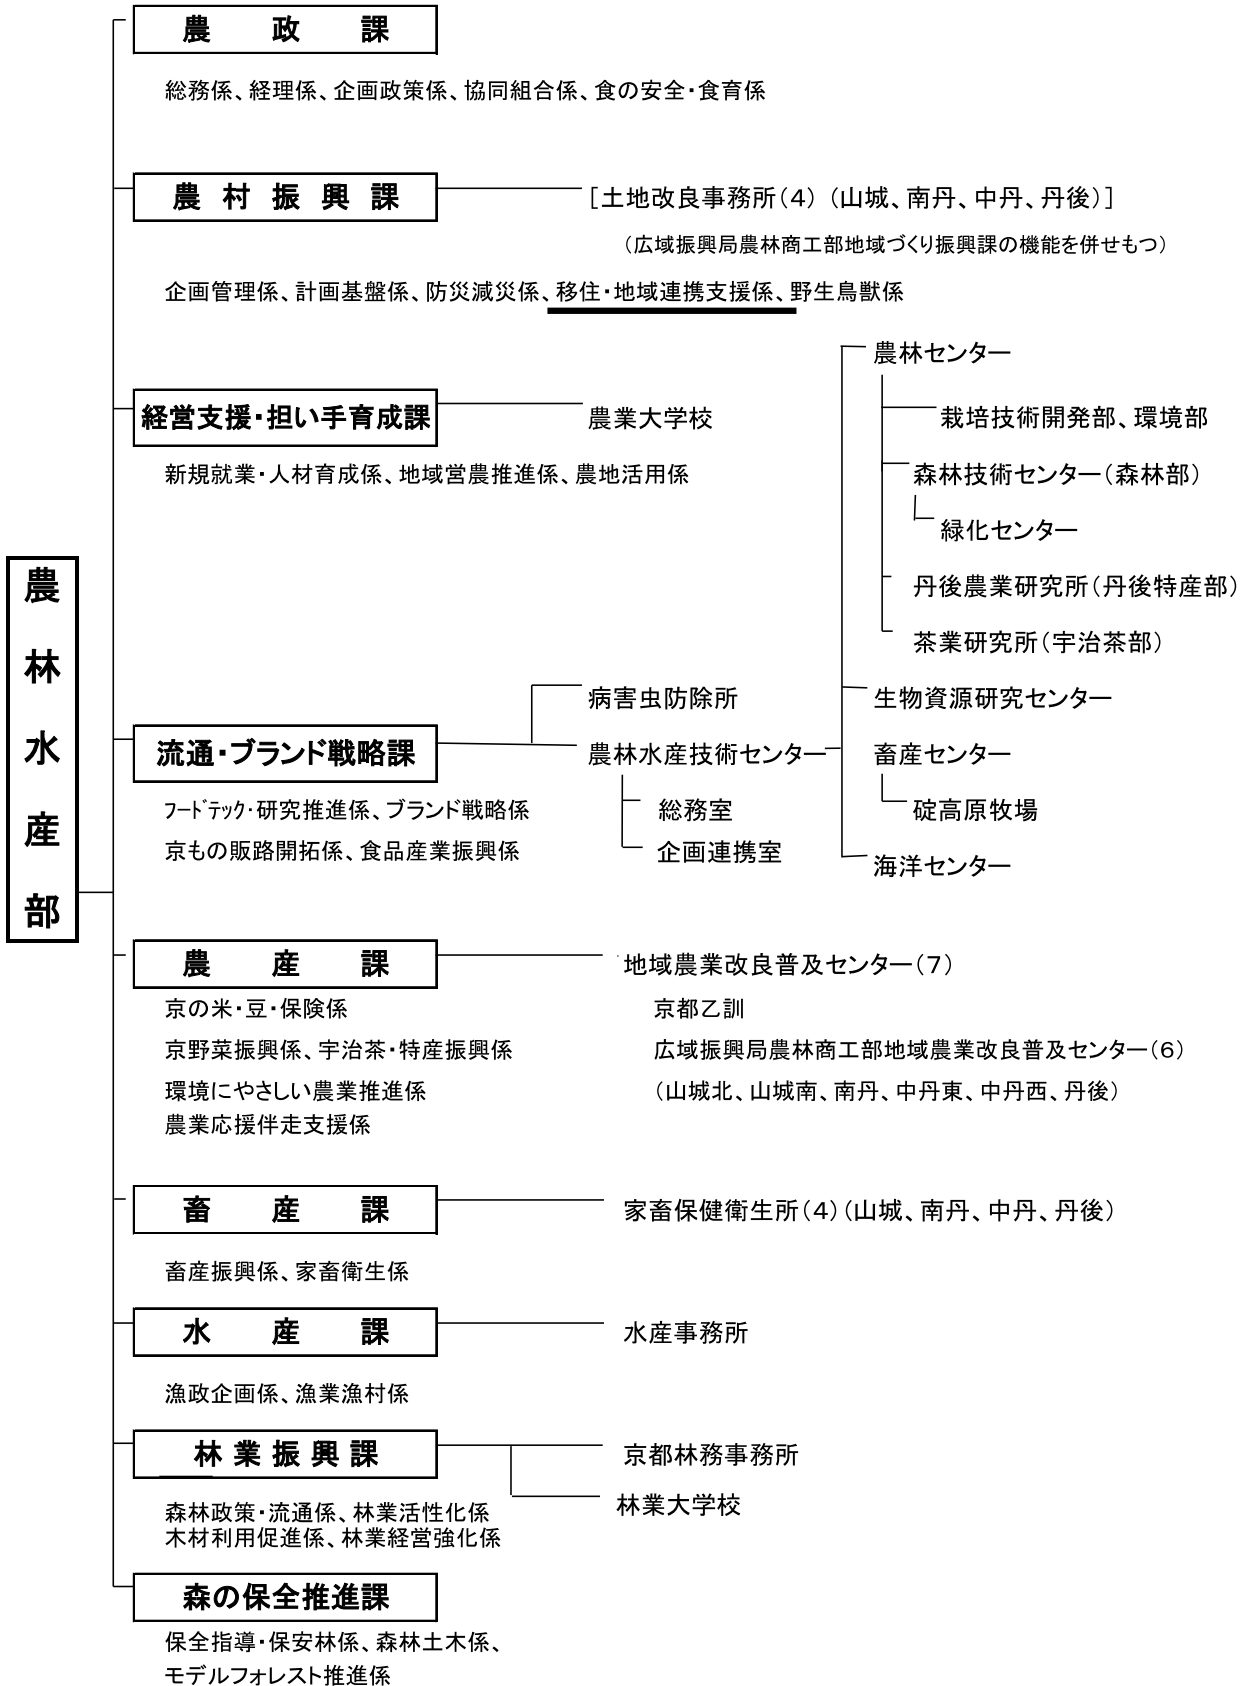 農林水産部
農政課
総務係、経理係、企画政策係、協同組合係、食の安全・食育係
農村振興課
[土地改良事務所(4) (山城、南丹、中丹、丹後)]
(広域振興局農林商工部地域づくり振興課の機能を併せもつ)
企画管理係、計画基盤係、防災減災係、移住・地域連携支援係、野生鳥獣係
経営支援・担い手育成課
農業大学校
新規就業・人材育成係、地域営農推進係、農地活用係
流通・ブランド戦略課
フードテック・研究推進係、ブランド戦略係
京もの販路開拓係、食品産業振興係
病害虫防除所
農林水産技術センター
総務室
企画連携室
農林センター
栽培技術開発部、環境部
森林技術センター(森林部)
緑化センター
丹後農業研究所(丹後特産部)
茶業研究所(宇治茶部)
生物資源研究センター
畜産センター
碇高原牧場
海洋センター
農産課
京の米・豆・保険係
京野菜振興係、宇治茶・特産振興係
環境にやさしい農業推進係
農業応援伴走支援係
地域農業改良普及センター(7)
京都乙訓
広域振興局農林商工部地域農業改良普及センター(6)
(山城北、山城南、南丹、中丹東、中丹西、丹後)
畜産課
家畜保健衛生所(4)(山城、南丹、中丹、丹後)
畜産振興係、家畜衛生係
水産課
水産事務所
漁政企画係、漁業漁村係
林業振興課
京都林務事務所
林業大学校
森林政策・流通係、林業活性化係
木材利用促進係、林業経営強化係
森の保全推進課
保全指導・保安林係、森林土木係、
モデルフォレスト推進係